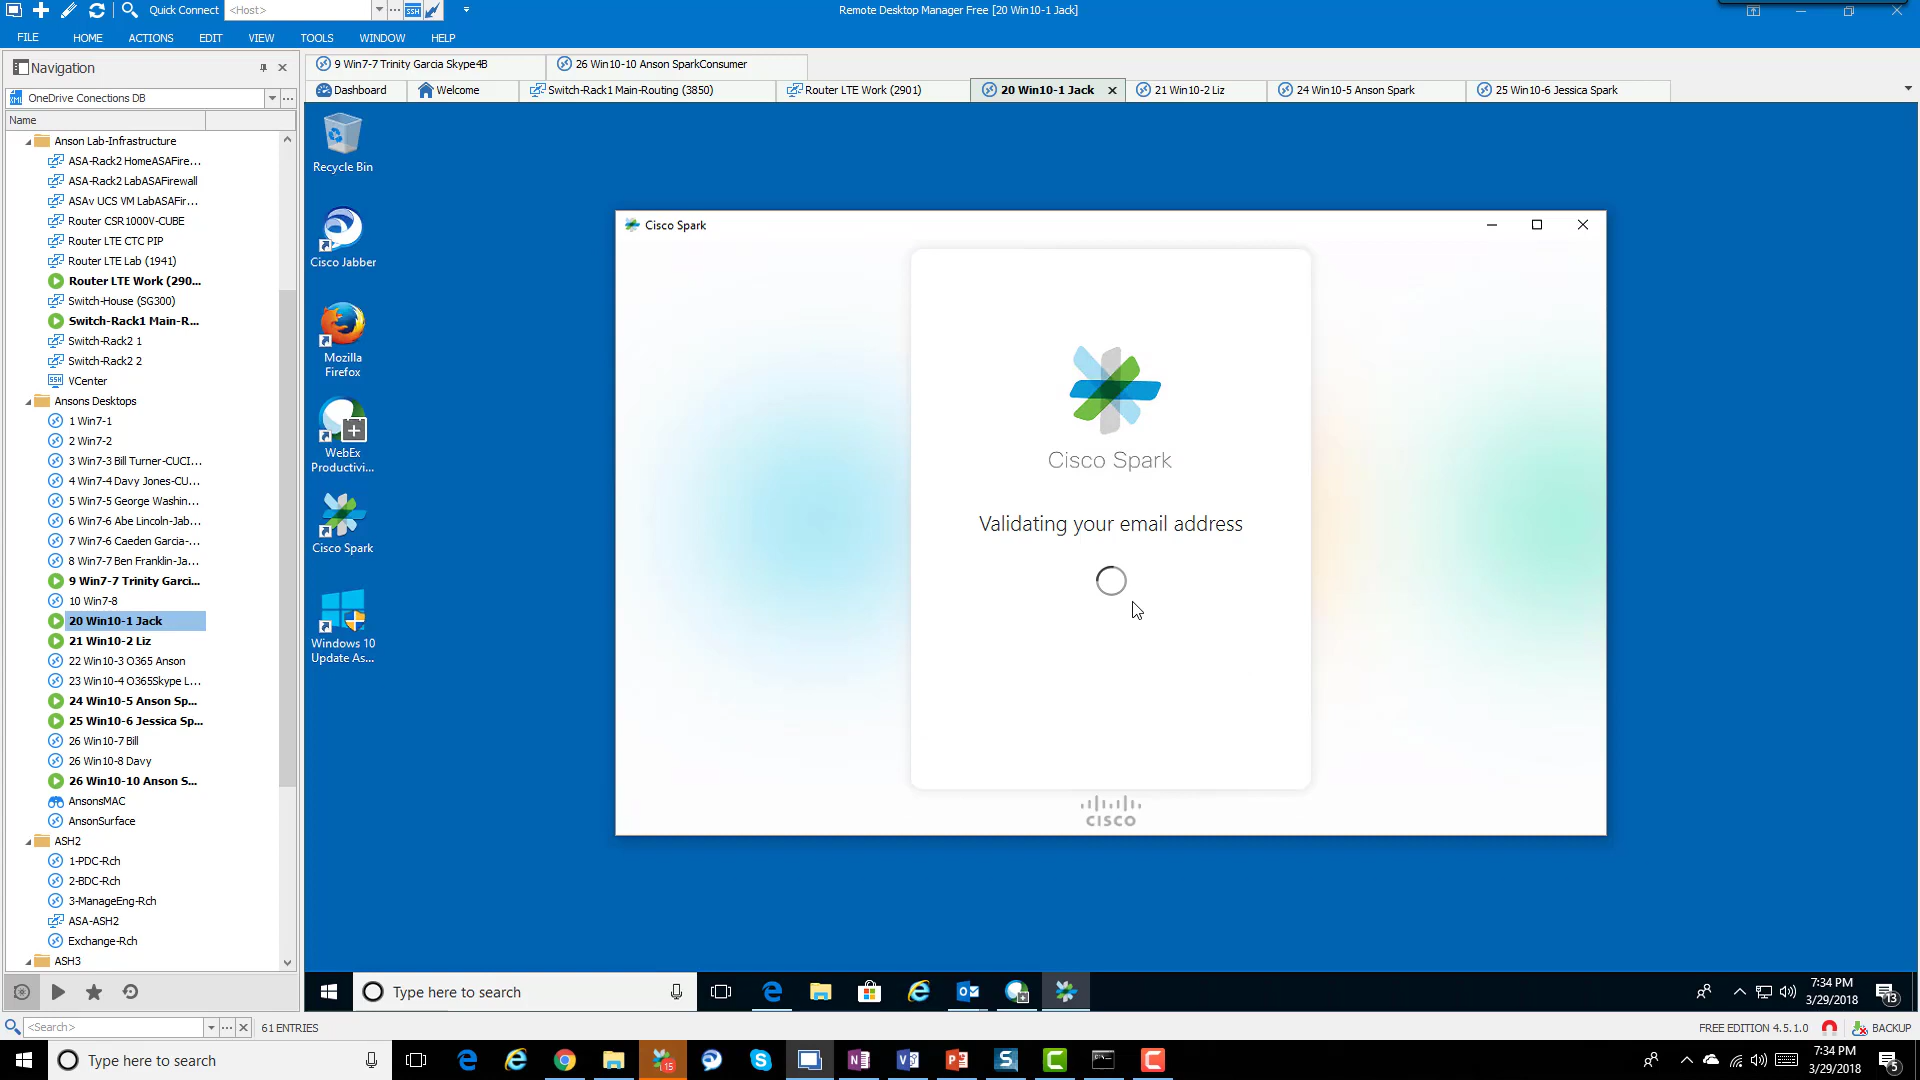 Quick Connect <Host> SSH Remote Desktop Manager Free [20 Win10-1 Jack]
FILE HOME ACTIONS EDIT VIEW TOOLS WINDOW HELP
Navigation
9 Win7-7 Trinity Garcia Skype4B 26 Win10-10 Anson SparkConsumer
Dashboard Welcome Switch-Rack1 Main-Routing (3850) Router LTE Work (2901) 20 Win10-1 Jack 21 Win10-2 Liz 24 Win10-5 Anson Spark 25 Win10-6 Jessica Spark
OneDrive Conections DB
Name
Anson Lab-Infrastructure
ASA-Rack2 HomeASAFire...
ASA-Rack2 LabASAFirewall
ASAv UCS VM LabASAFir...
Router CSR1000V-CUBE
Router LTE CTC PIP
Router LTE Lab (1941)
Router LTE Work (290...
Switch-House (SG300)
Switch-Rack1 Main-R...
Switch-Rack2 1
Switch-Rack2 2
SSH VCenter
Ansons Desktops
1 Win7-1
2 Win7-2
3 Win7-3 Bill Turner-CUCI...
4 Win7-4 Davy Jones-CU...
5 Win7-5 George Washin...
6 Win7-6 Abe Lincoln-Jab...
7 Win7-6 Caeden Garcia-...
8 Win7-7 Ben Franklin-Ja...
9 Win7-7 Trinity Garci...
10 Win7-8
20 Win10-1 Jack
21 Win10-2 Liz
22 Win10-3 O365 Anson
23 Win10-4 O365Skype L...
24 Win10-5 Anson Sp...
25 Win10-6 Jessica Sp...
26 Win10-7 Bill
26 Win10-8 Davy
26 Win10-10 Anson S...
AnsonsMAC
AnsonSurface
ASH2
1-PDC-Rch
2-BDC-Rch
3-ManageEng-Rch
ASA-ASH2
Exchange-Rch
ASH3
Recycle Bin
Cisco Jabber
Mozilla
Firefox
WebEx
Productivi...
Cisco Spark
Windows 10
Update As...
Cisco Spark
Cisco Spark
Validating your email address
CISCO
Type here to search
7:34 PM
3/29/2018
13
<Search> 61 ENTRIES FREE EDITION 4.5.1.0 BACKUP
Type here to search
15
7:34 PM
3/29/2018
5